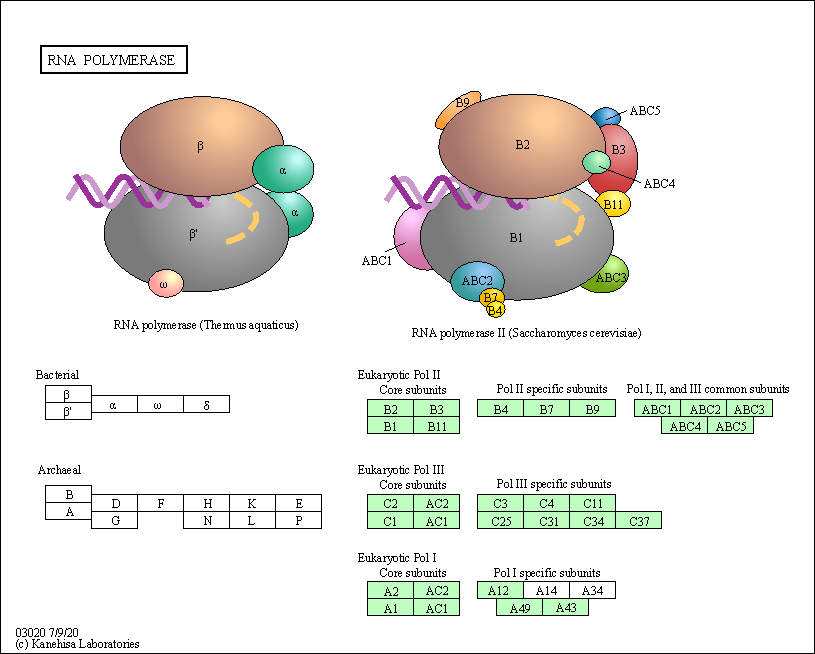 RNA POLYMERASE
β
α
α
β'
ω
RNA polymerase (Thermus aquaticus)
B9
B2
ABC5
B3
ABC4
B11
B1
ABC1
ABC2
ABC3
B7
B4
RNA polymerase II (Saccharomyces cerevisiae)
Bacterial
β
β' α ω δ
Archaeal
B
A
D F H K E
G N L P
Eukaryotic Pol II
Core subunits
B2 B3
B1 B11
Pol II specific subunits
B4 B7 B9
Pol I, II, and III common subunits
ABC1 ABC2 ABC3
ABC4 ABC5
Eukaryotic Pol III
Core subunits
C2 AC2
C1 AC1
Pol III specific subunits
C3 C4 C11
C25 C31 C34 C37
Eukaryotic Pol I
Core subunits
A2 AC2
A1 AC1
Pol I specific subunits
A12 A14 A34
A49 A43
03020 7/9/20
(c) Kanehisa Laboratories